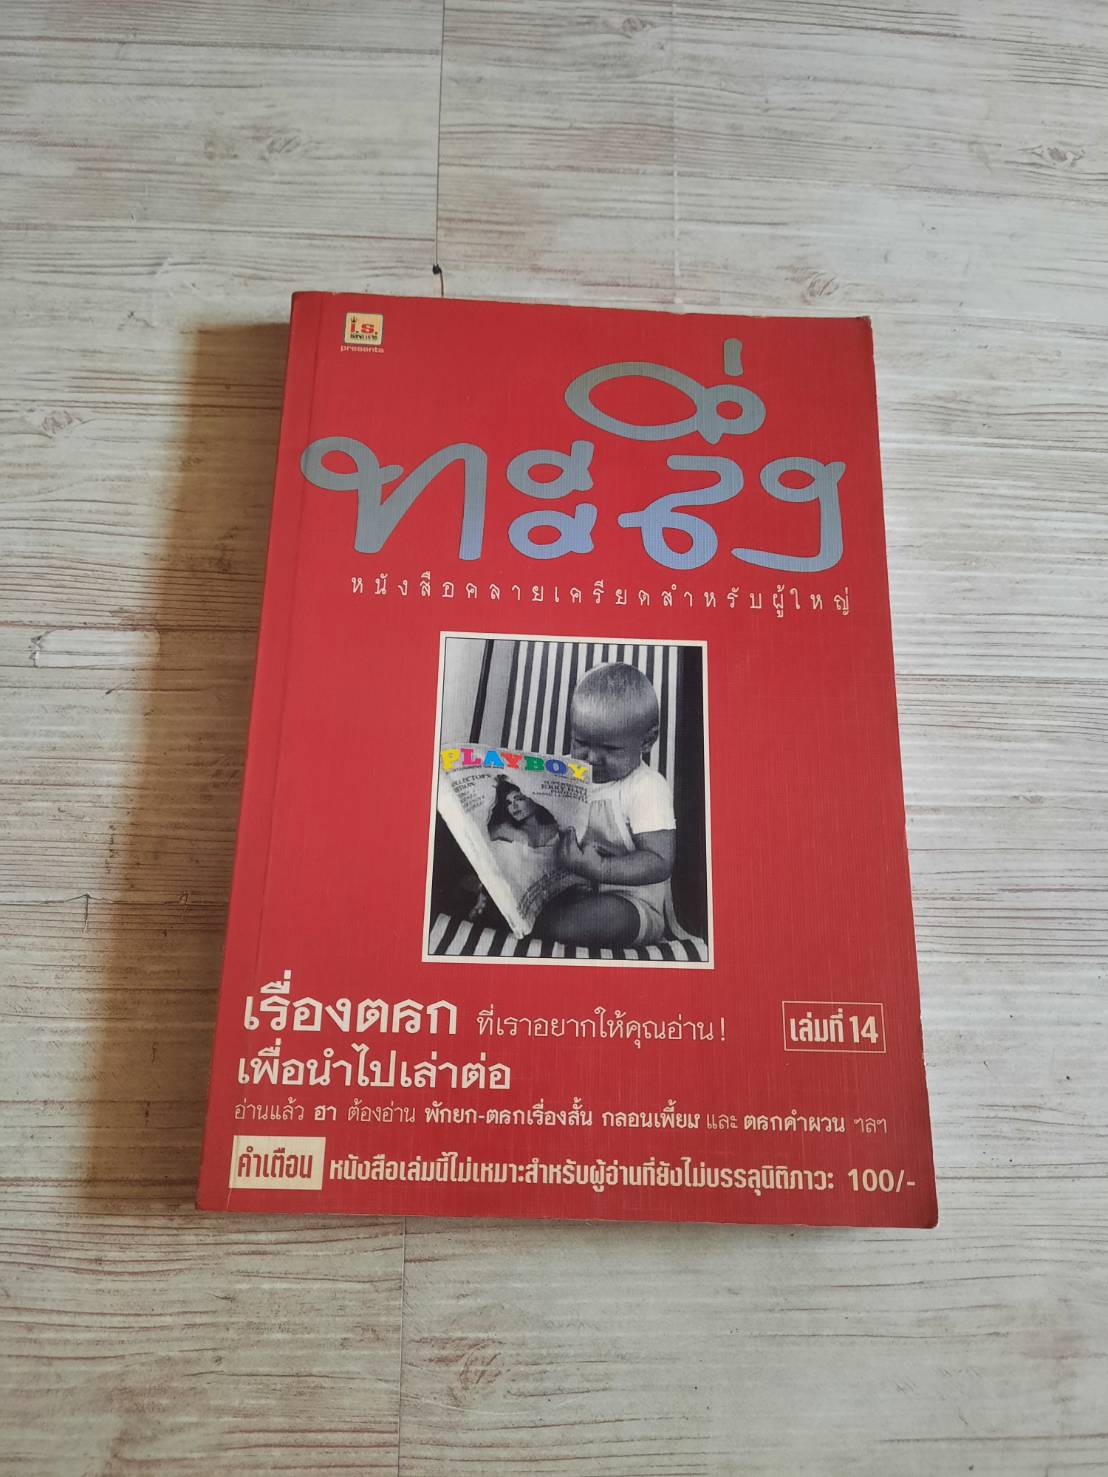 i.s.
presents
ทะลึ่ง
หนังสือคลายเครียดสำหรับผู้ใหญ่
PLAYBOY
เรื่องตลก ที่เราอยากให้คุณอ่าน!
เล่มที่ 14
เพื่อนำไปเล่าต่อ
อ่านแล้ว ฮา ต้องอ่าน พักยก-ตลกเรื่องสั้น กลอนเพี้ยน และ ตลกคำผวน ฯลฯ
คำเตือน หนังสือเล่มนี้ไม่เหมาะสำหรับผู้อ่านที่ยังไม่บรรลุนิติภาวะ 100/-